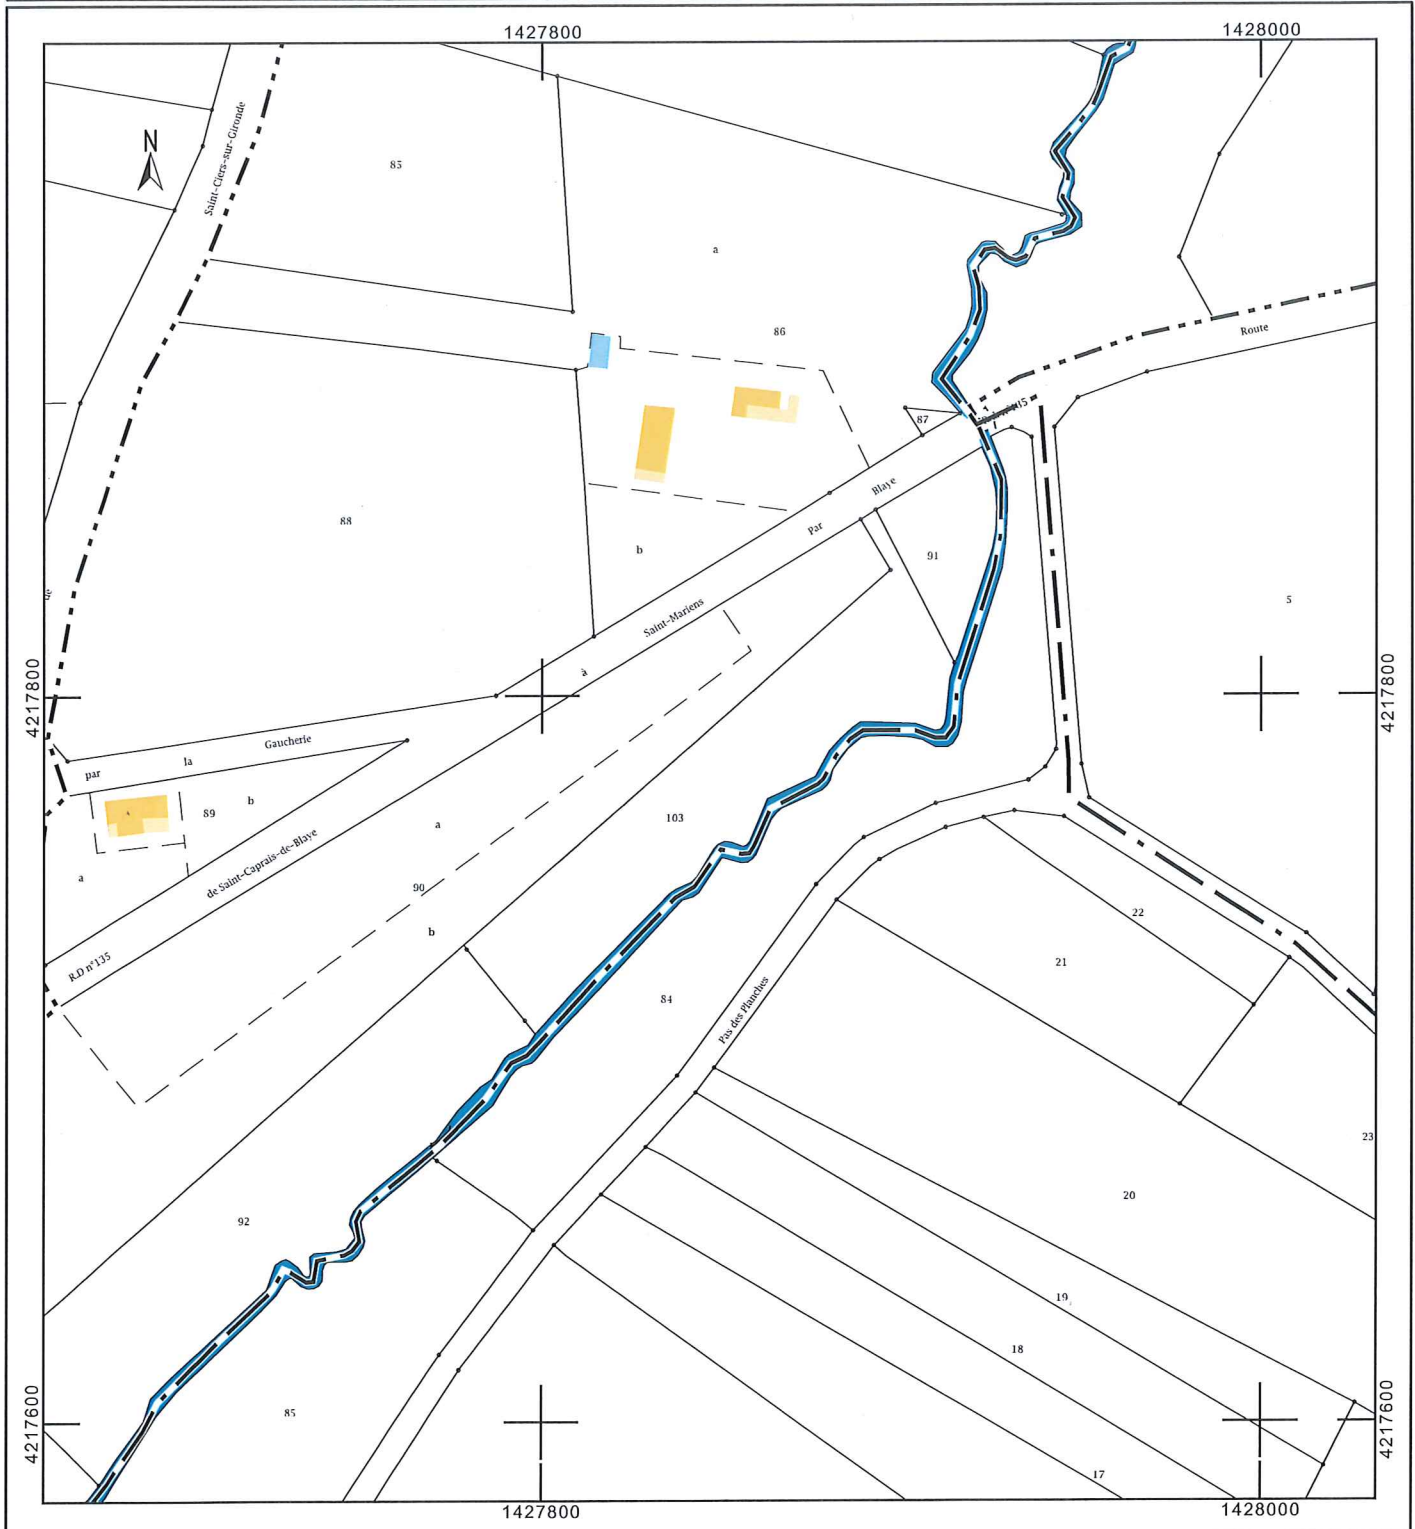 1427800
1428000
N
Saint-Ciers-sur-Gironde
a
86
Route
87
Blaye
Par
88
b
91
de
Saint-Mariens
à
5
4217800
4217800
Gaucherie
la
par
b
89
a
103
de Saint-Caprais-de-Blaye
a
90
b
22
21
R.D n°135
84
Pas des Planches
23
20
92
19
18
85
17
4217600
4217600
1427800
1428000